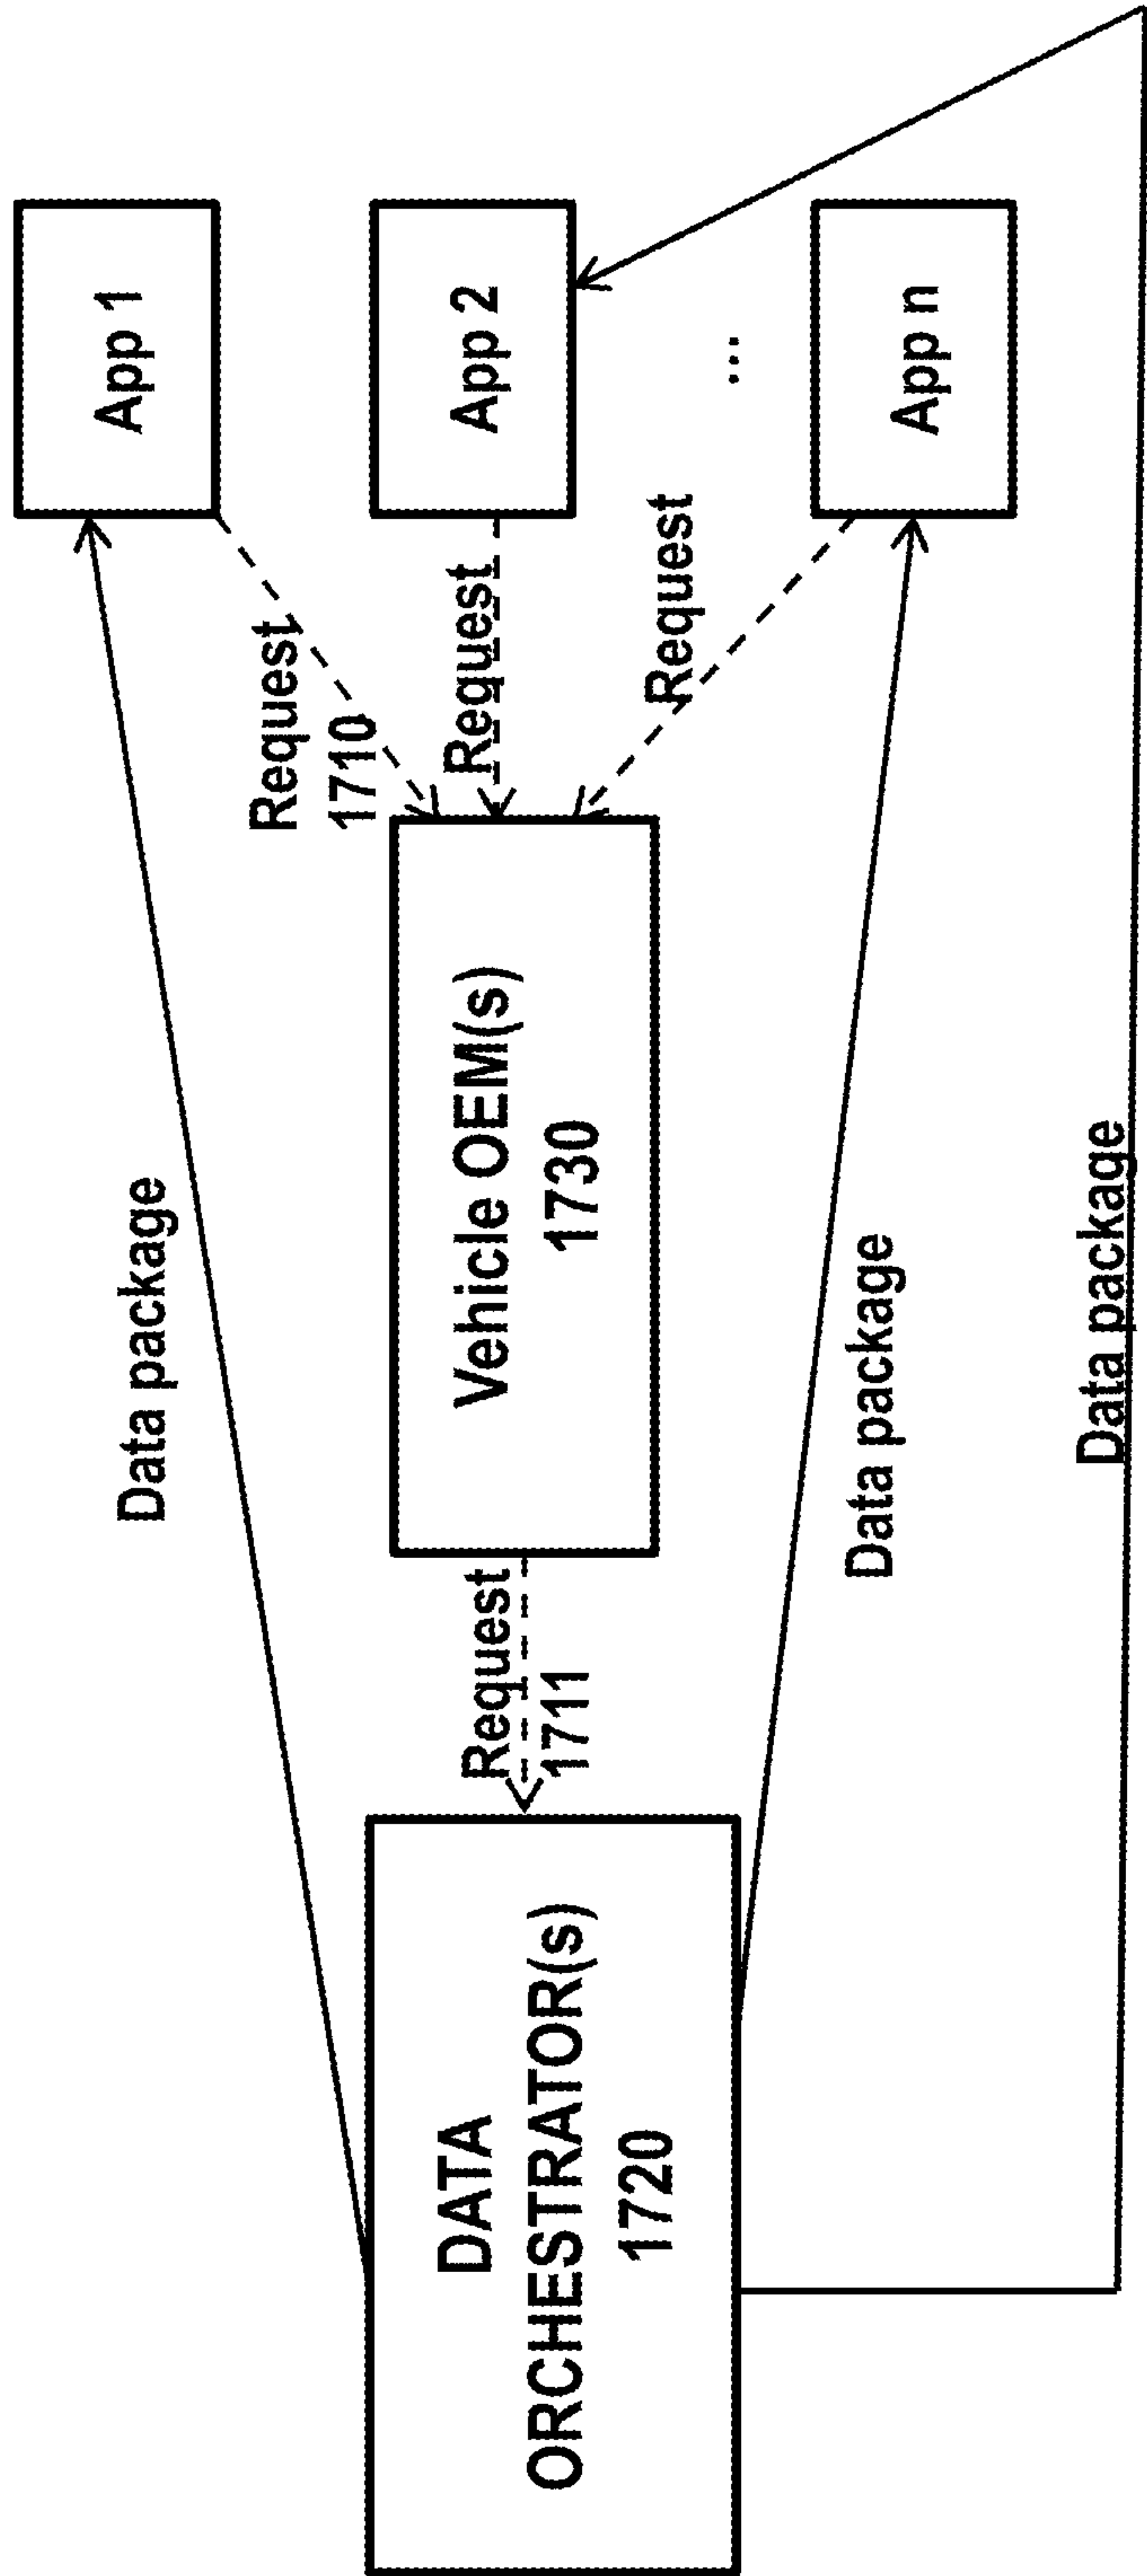 App 1
Data package
Request
1710
DATA
ORCHESTRATOR(s)
1720
Request
1711
Vehicle OEM(s)
1730
Request
App 2
...
Request
Data package
App n
Data package